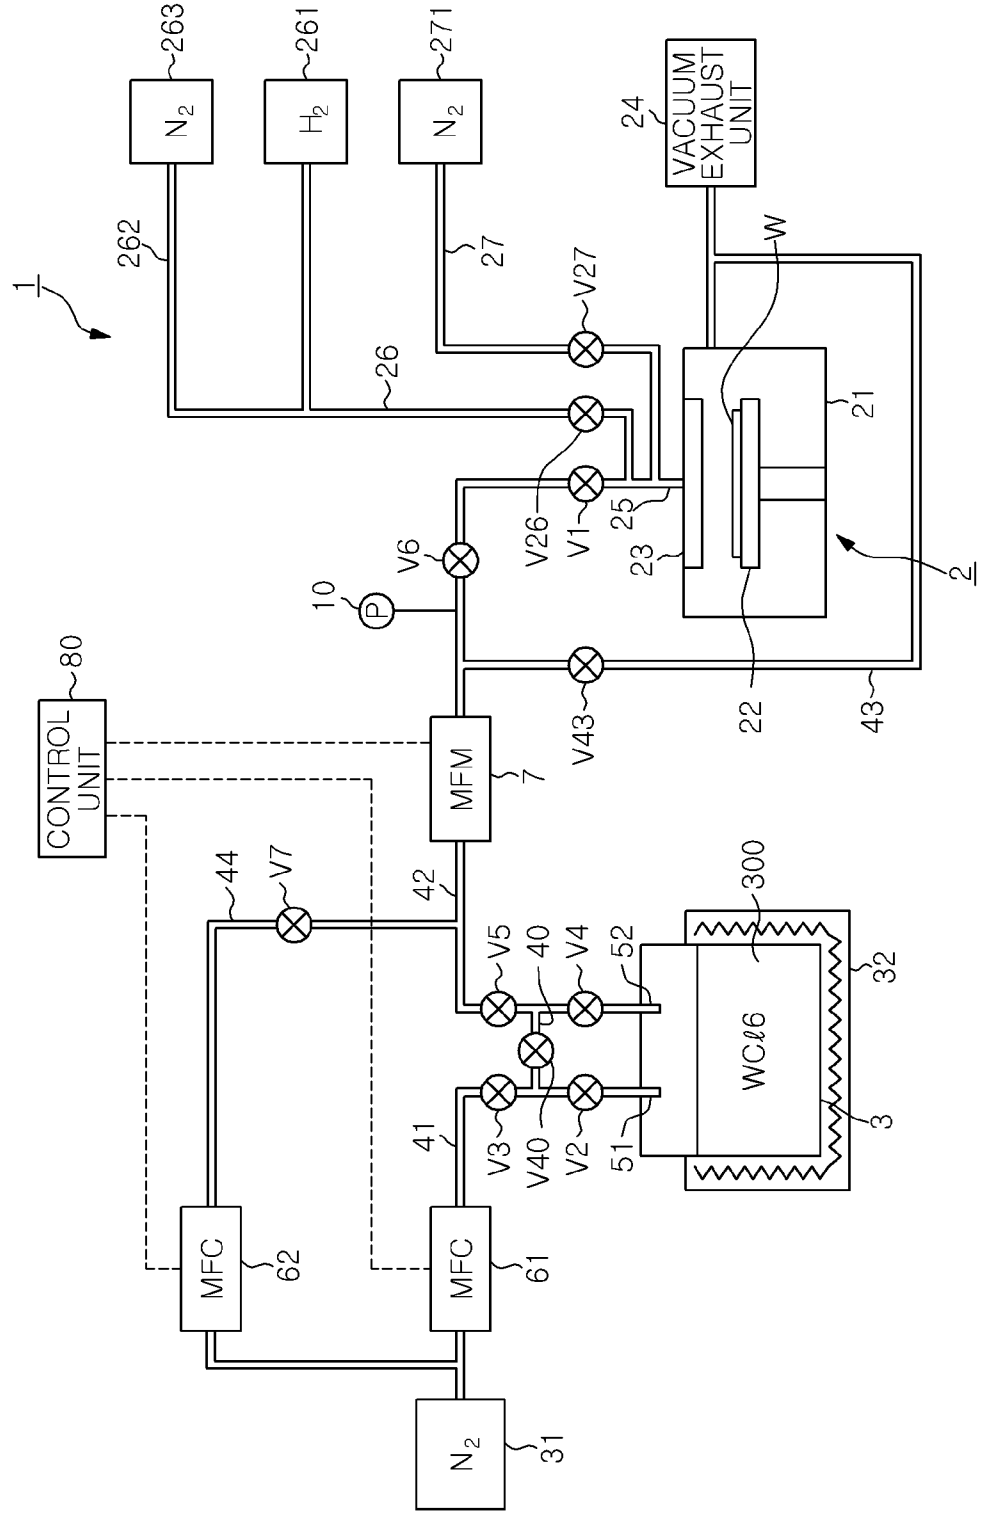 1
263
N2
262
261
H2
271
N2
27
24
VACUUM
EXHAUST
UNIT
V27
W
26
V26
V1
25
23
21
2
22
43
V6
10
P
V43
80
CONTROL
UNIT
MFM
7
44
V7
42
V5
40
V4
52
300
WCℓ6
32
3
51
V2
V40
V3
41
MFC
62
MFC
61
N2
31